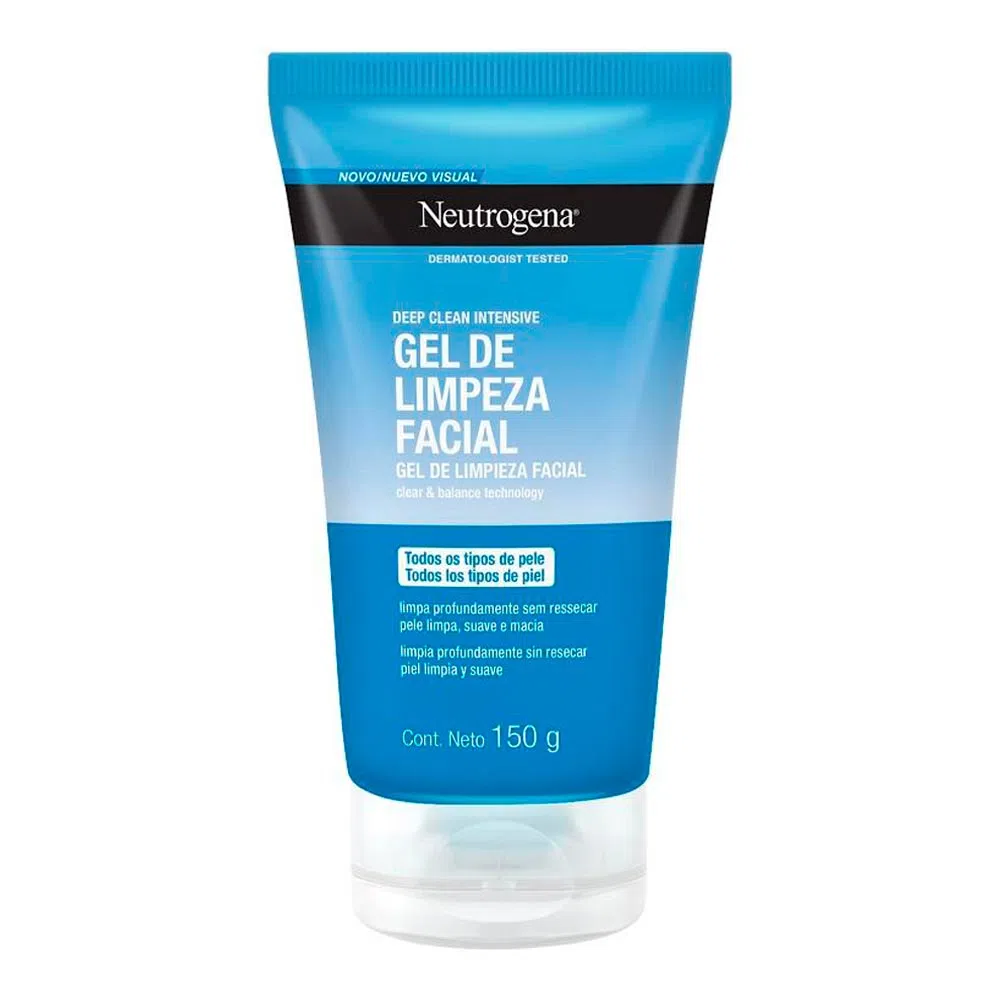 NOVO/NUEVO VISUAL
Neutrogena®
DERMATOLOGIST TESTED
DEEP CLEAN INTENSIVE
GEL DE
LIMPEZA
FACIAL
GEL DE LIMPIEZA FACIAL
clear & balance technology
Todos os tipos de pele
Todos los tipos de piel
limpa profundamente sem ressecar
pele limpa, suave e macia
limpia profundamente sin resecar
piel limpia y suave
Cont. Neto 150 g